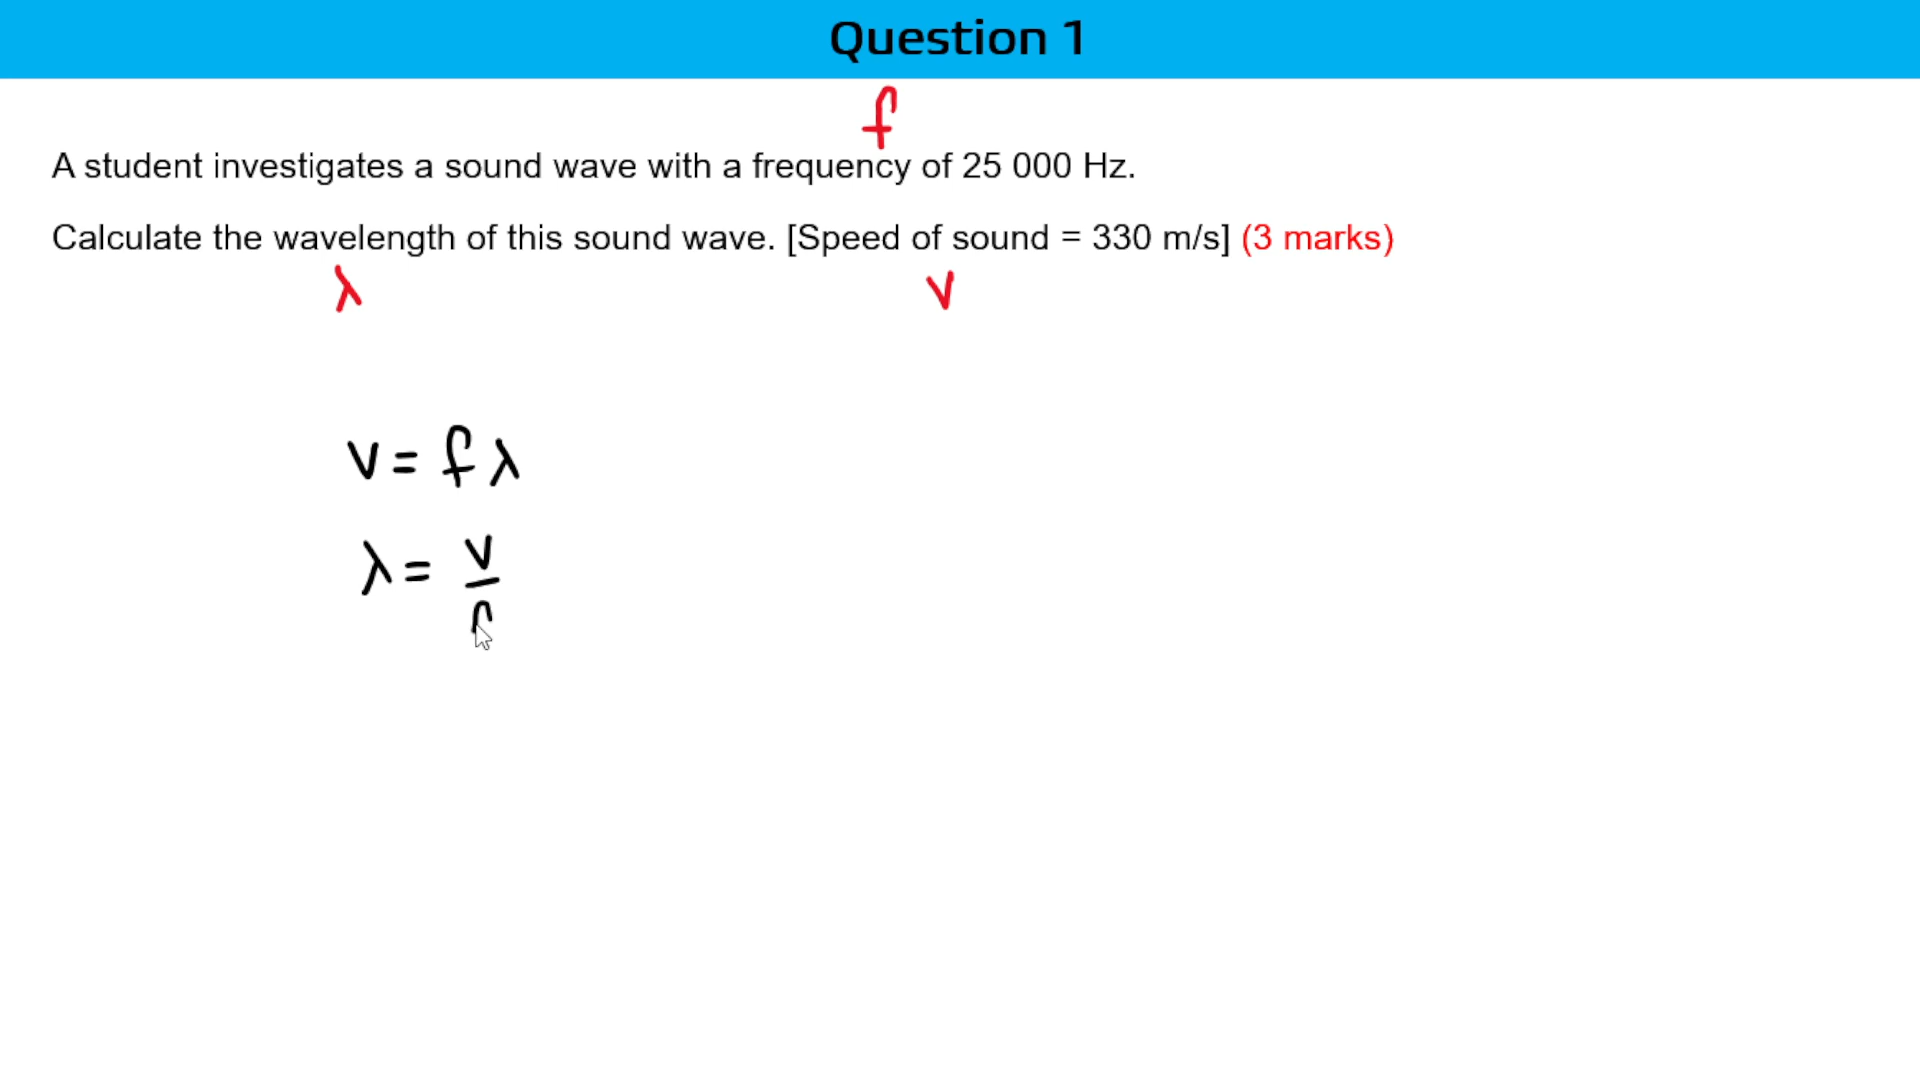 Question 1
f
A student investigates a sound wave with a frequency of 25 000 Hz.
Calculate the wavelength of this sound wave. [Speed of sound = 330 m/s] (3 marks)
λ v
v = f λ
λ = v
f